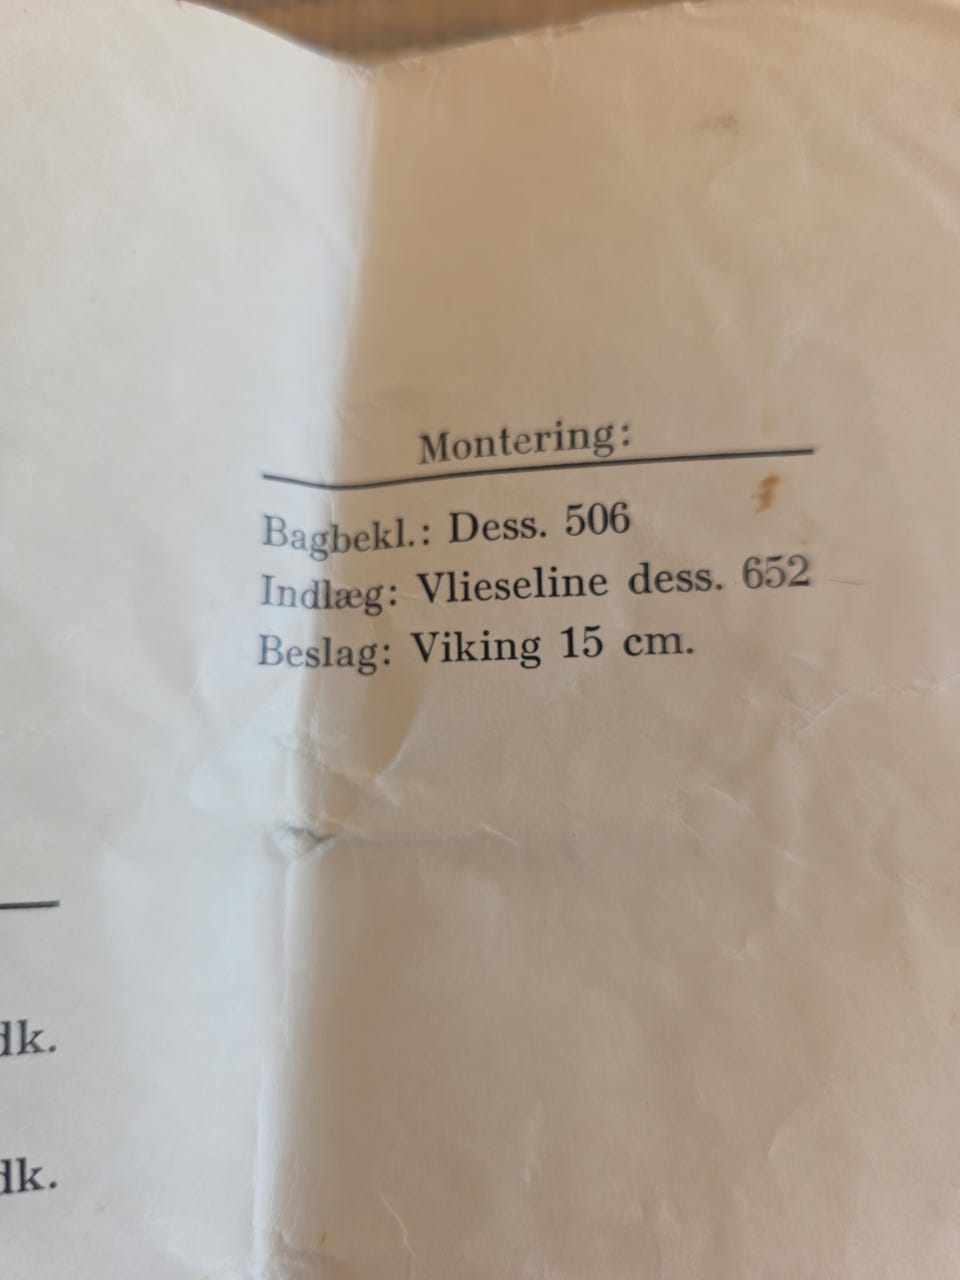 Montering:
Bagbekl.: Dess. 506
Indlæg: Vlieseline dess. 652
Beslag: Viking 15 cm.
dk.
dk.